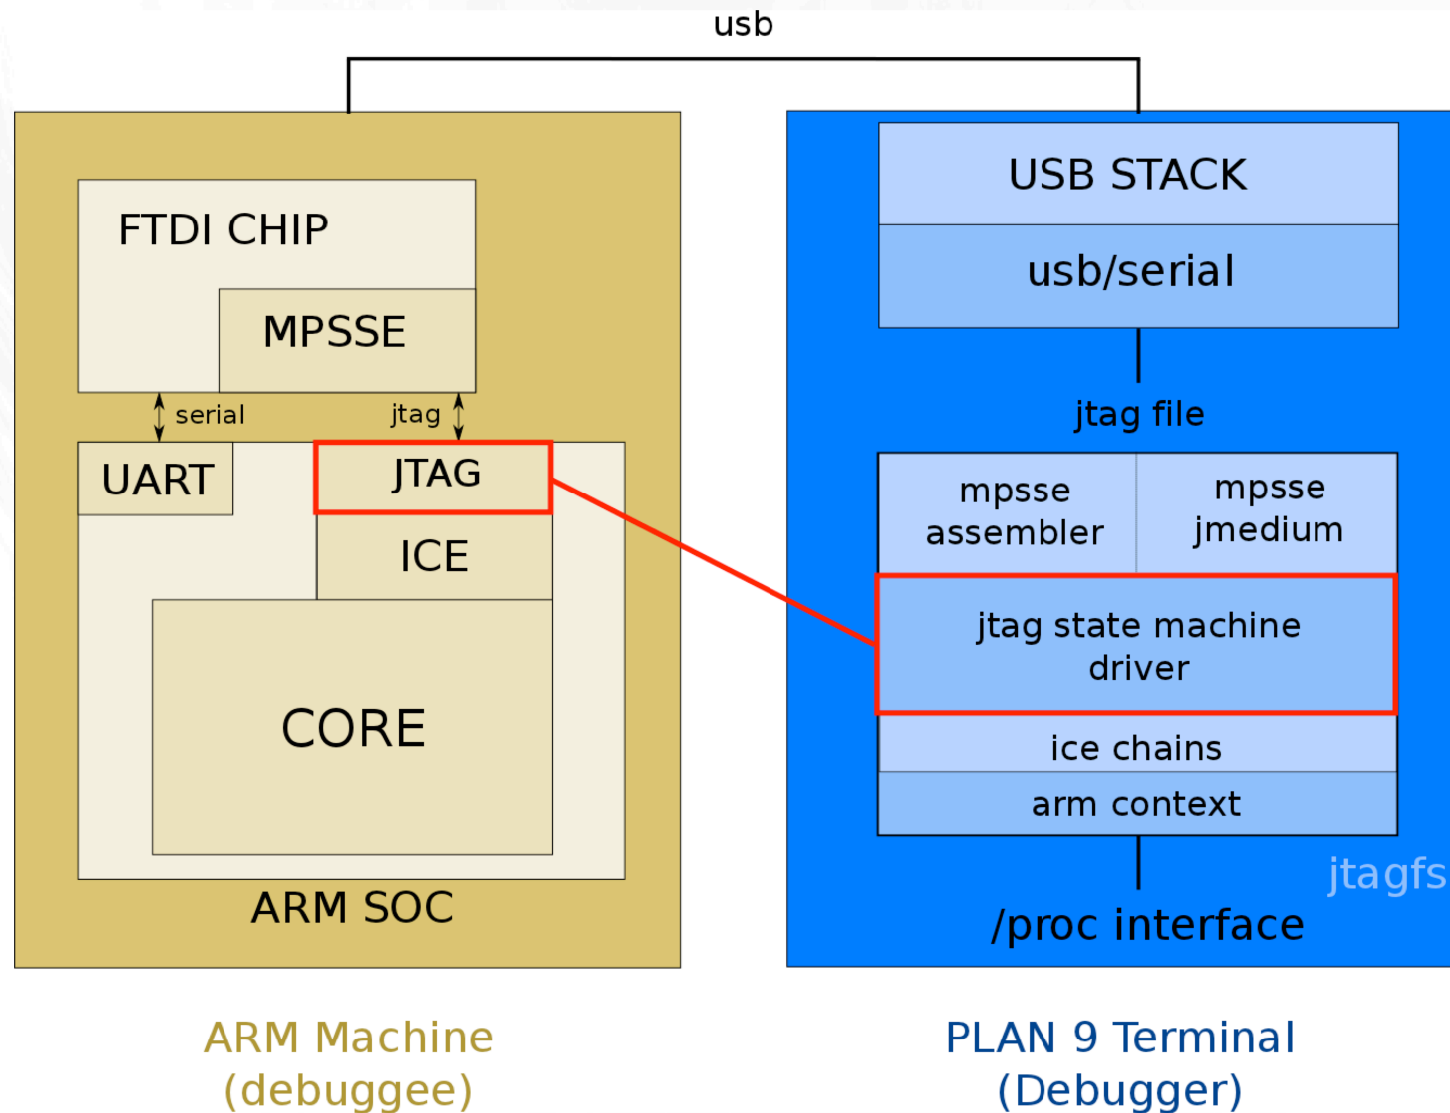 usb
FTDI CHIP
MPSSE
serial
jtag
UART
JTAG
ICE
CORE
ARM SOC
ARM Machine
(debuggee)
USB STACK
usb/serial
jtag file
mpsse
assembler
mpsse
jmedium
jtag state machine
driver
ice chains
arm context
jtagfs
/proc interface
PLAN 9 Terminal
(Debugger)